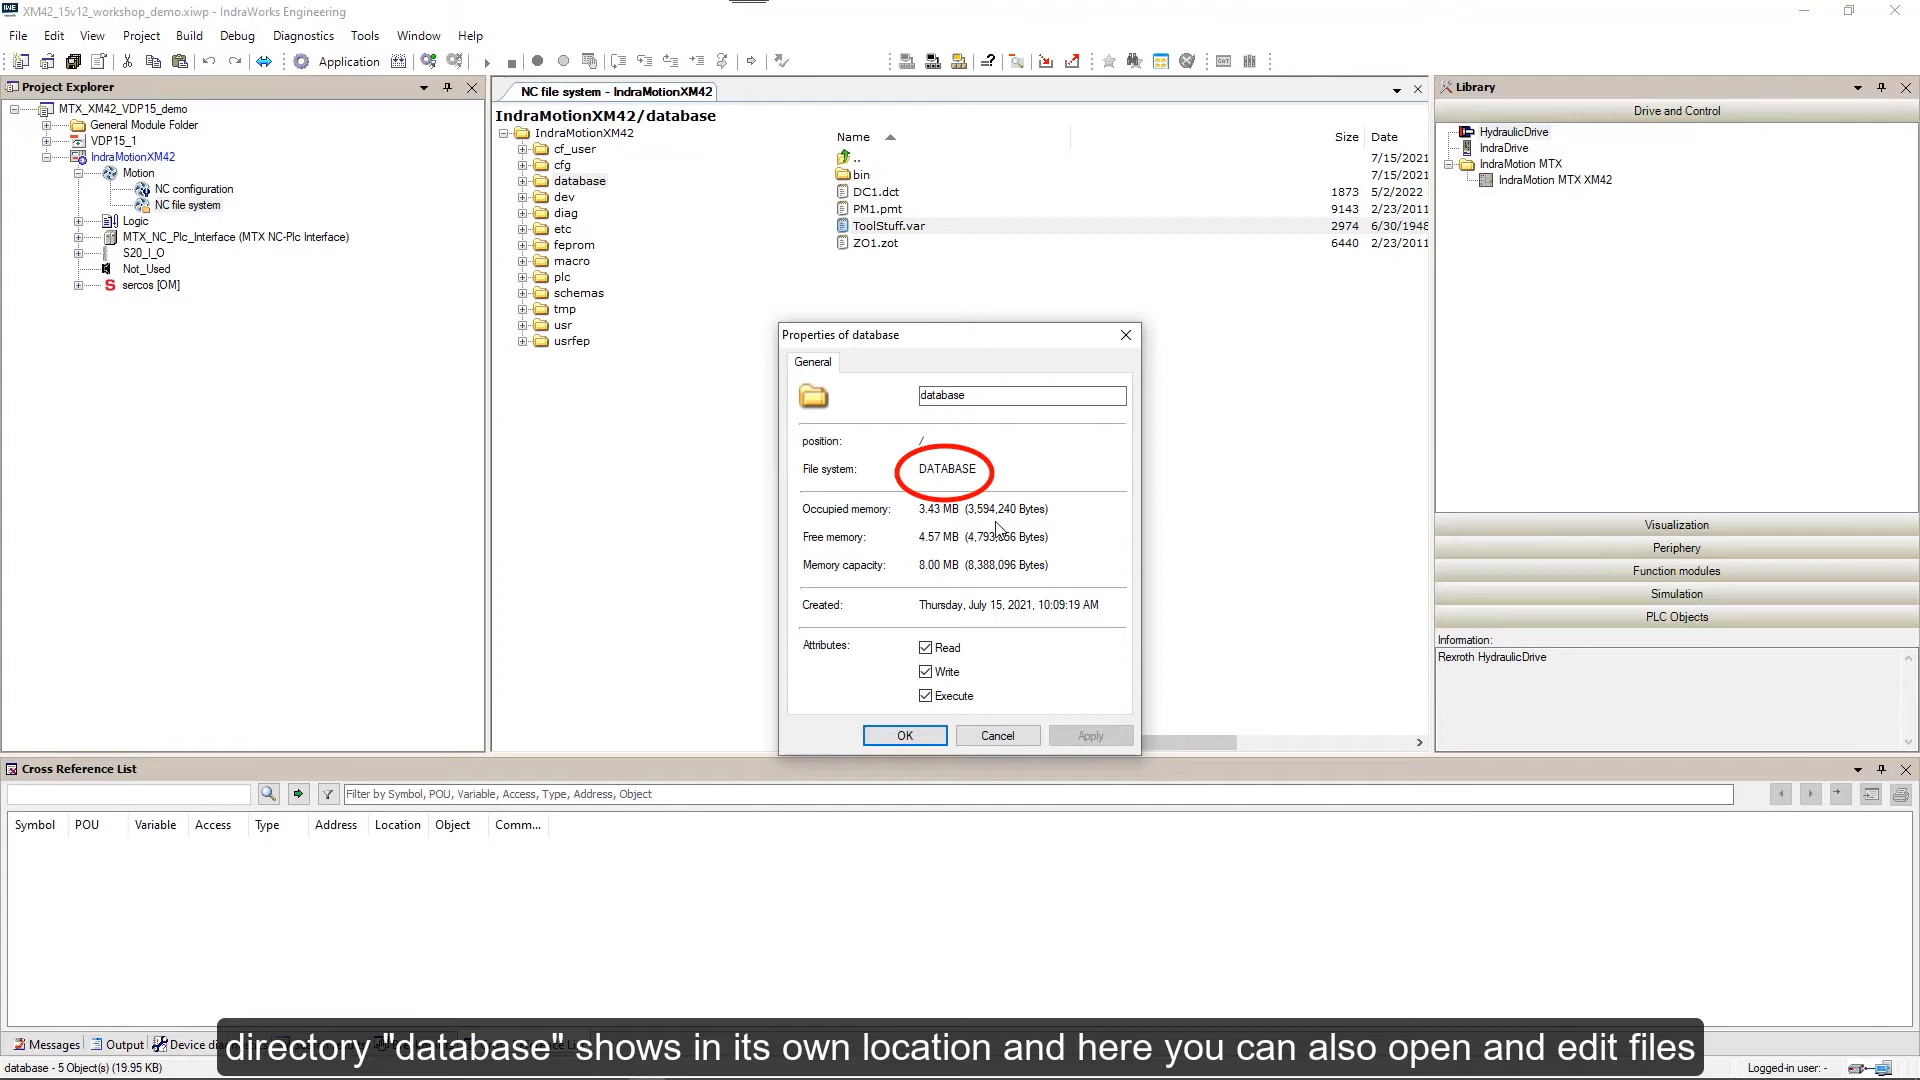 XM42_15v12_workshop_demo.xiwp - IndraWorks Engineering
File Edit View Project Build Debug Diagnostics Tools Window Help
Application
Project Explorer
MTX_XM42_VDP15_demo
General Module Folder
VDP15_1
IndraMotionXM42
Motion
NC configuration
NC file system
Logic
MTX_NC_Plc_Interface (MTX NC-Plc Interface)
S20_I_O
Not_Used
sercos [OM]
NC file system - IndraMotionXM42
IndraMotionXM42/database
IndraMotionXM42
cf_user
cfg
database
dev
diag
etc
feprom
macro
plc
schemas
tmp
usr
usrfep
Name Size Date
.. 7/15/2021
bin 7/15/2021
DC1.dct 1873 5/2/2022
PM1.pmt 9143 2/23/2011
ToolStuff.var 2974 6/30/1948
ZO1.zot 6440 2/23/2011
Properties of database
General
database
position: /
File system: DATABASE
Occupied memory: 3.43 MB (3,594,240 Bytes)
Free memory: 4.57 MB Bytes)
Memory capacity: 8.00 MB (8,388,096 Bytes)
Created: Thursday, July 15, 2021, 10:09:19 AM
Attributes: Read
Write
Execute
OK Cancel Apply
Library
Drive and Control
HydraulicDrive
IndraDrive
IndraMotion MTX
IndraMotion MTX XM42
Visualization
Periphery
Function modules
Simulation
PLC Objects
Information:
Rexroth HydraulicDrive
Cross Reference List
Filter by Symbol, POU, Variable, Access, Type, Address, Object
Symbol POU Variable Access Type Address Location Object Comm...
Messages Output Device
directory "database" shows in its own location and here you can also open and edit files
database - 5 Object(s) (19.95 KB)
Logged-in user: -